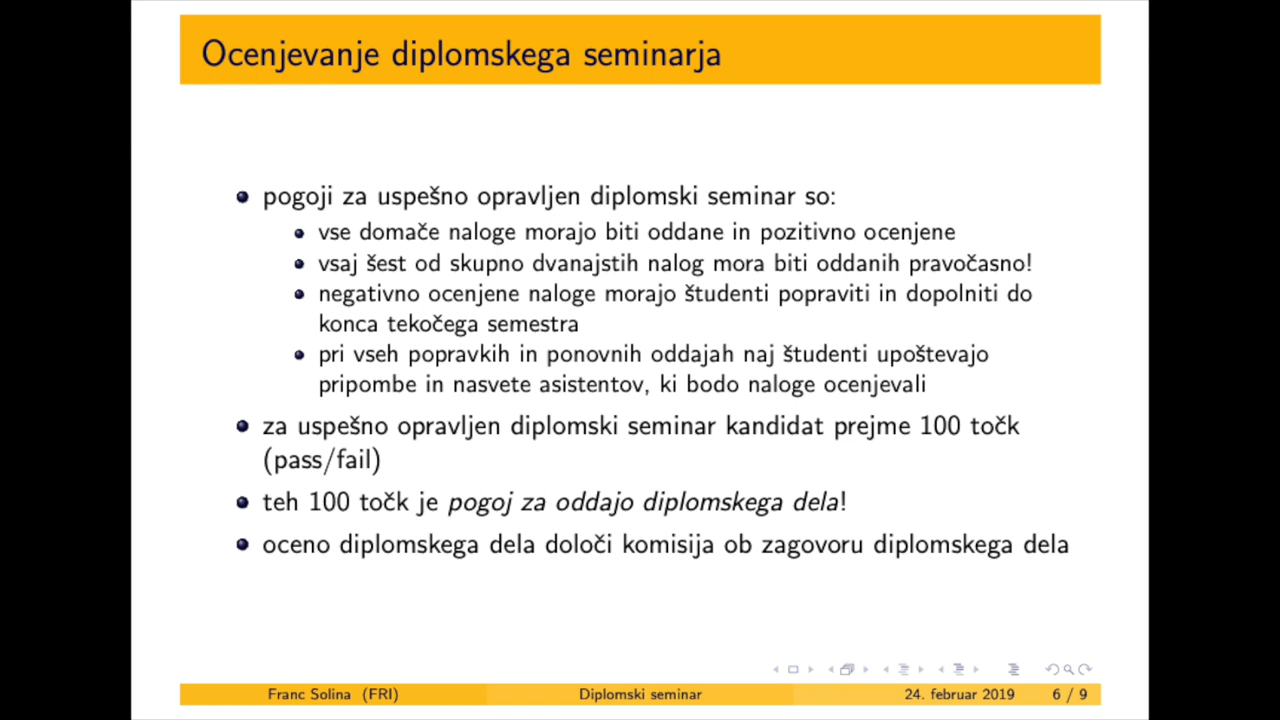 Ocenjevanje diplomskega seminarja
pogoji za uspešno opravljen diplomski seminar so:
vse domače naloge morajo biti oddane in pozitivno ocenjene
vsaj šest od skupno dvanajstih nalog mora biti oddanih pravočasno!
negativno ocenjene naloge morajo študenti popraviti in dopolniti do
konca tekočega semestra
pri vseh popravkih in ponovnih oddajah naj študenti upoštevajo
pripombe in nasvete asistentov, ki bodo naloge ocenjevali
za uspešno opravljen diplomski seminar kandidat prejme 100 točk
(pass/fail)
teh 100 točk je pogoj za oddajo diplomskega dela!
oceno diplomskega dela določi komisija ob zagovoru diplomskega dela
Franc Solina (FRI) Diplomski seminar 24. februar 2019 6 / 9